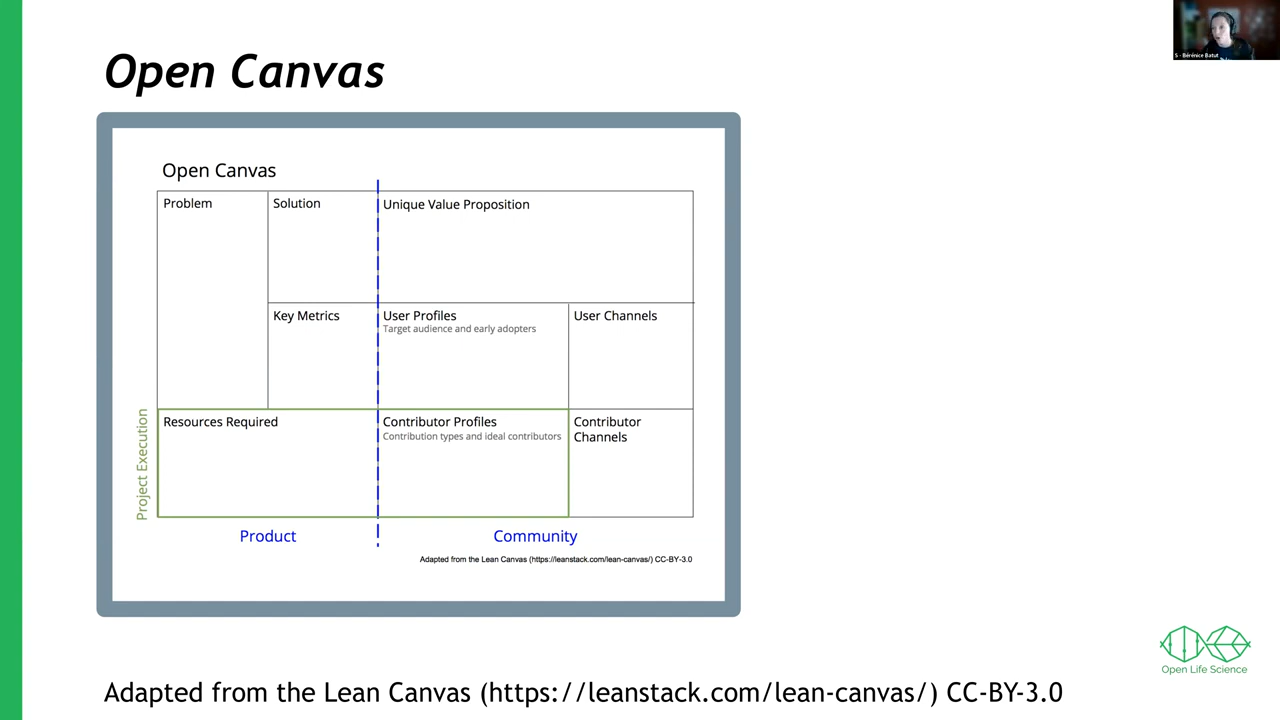 Open Canvas
S - Bérénice Batut
Open Canvas
Problem
Solution
Unique Value Proposition
Key Metrics
User Profiles
Target audience and early adopters
User Channels
Project Execution
Resources Required
Contributor Profiles
Contribution types and ideal contributors
Contributor
Channels
Product
Community
Adapted from the Lean Canvas (https://leanstack.com/lean-canvas/) CC-BY-3.0
Open Life Science
Adapted from the Lean Canvas (https://leanstack.com/lean-canvas/) CC-BY-3.0